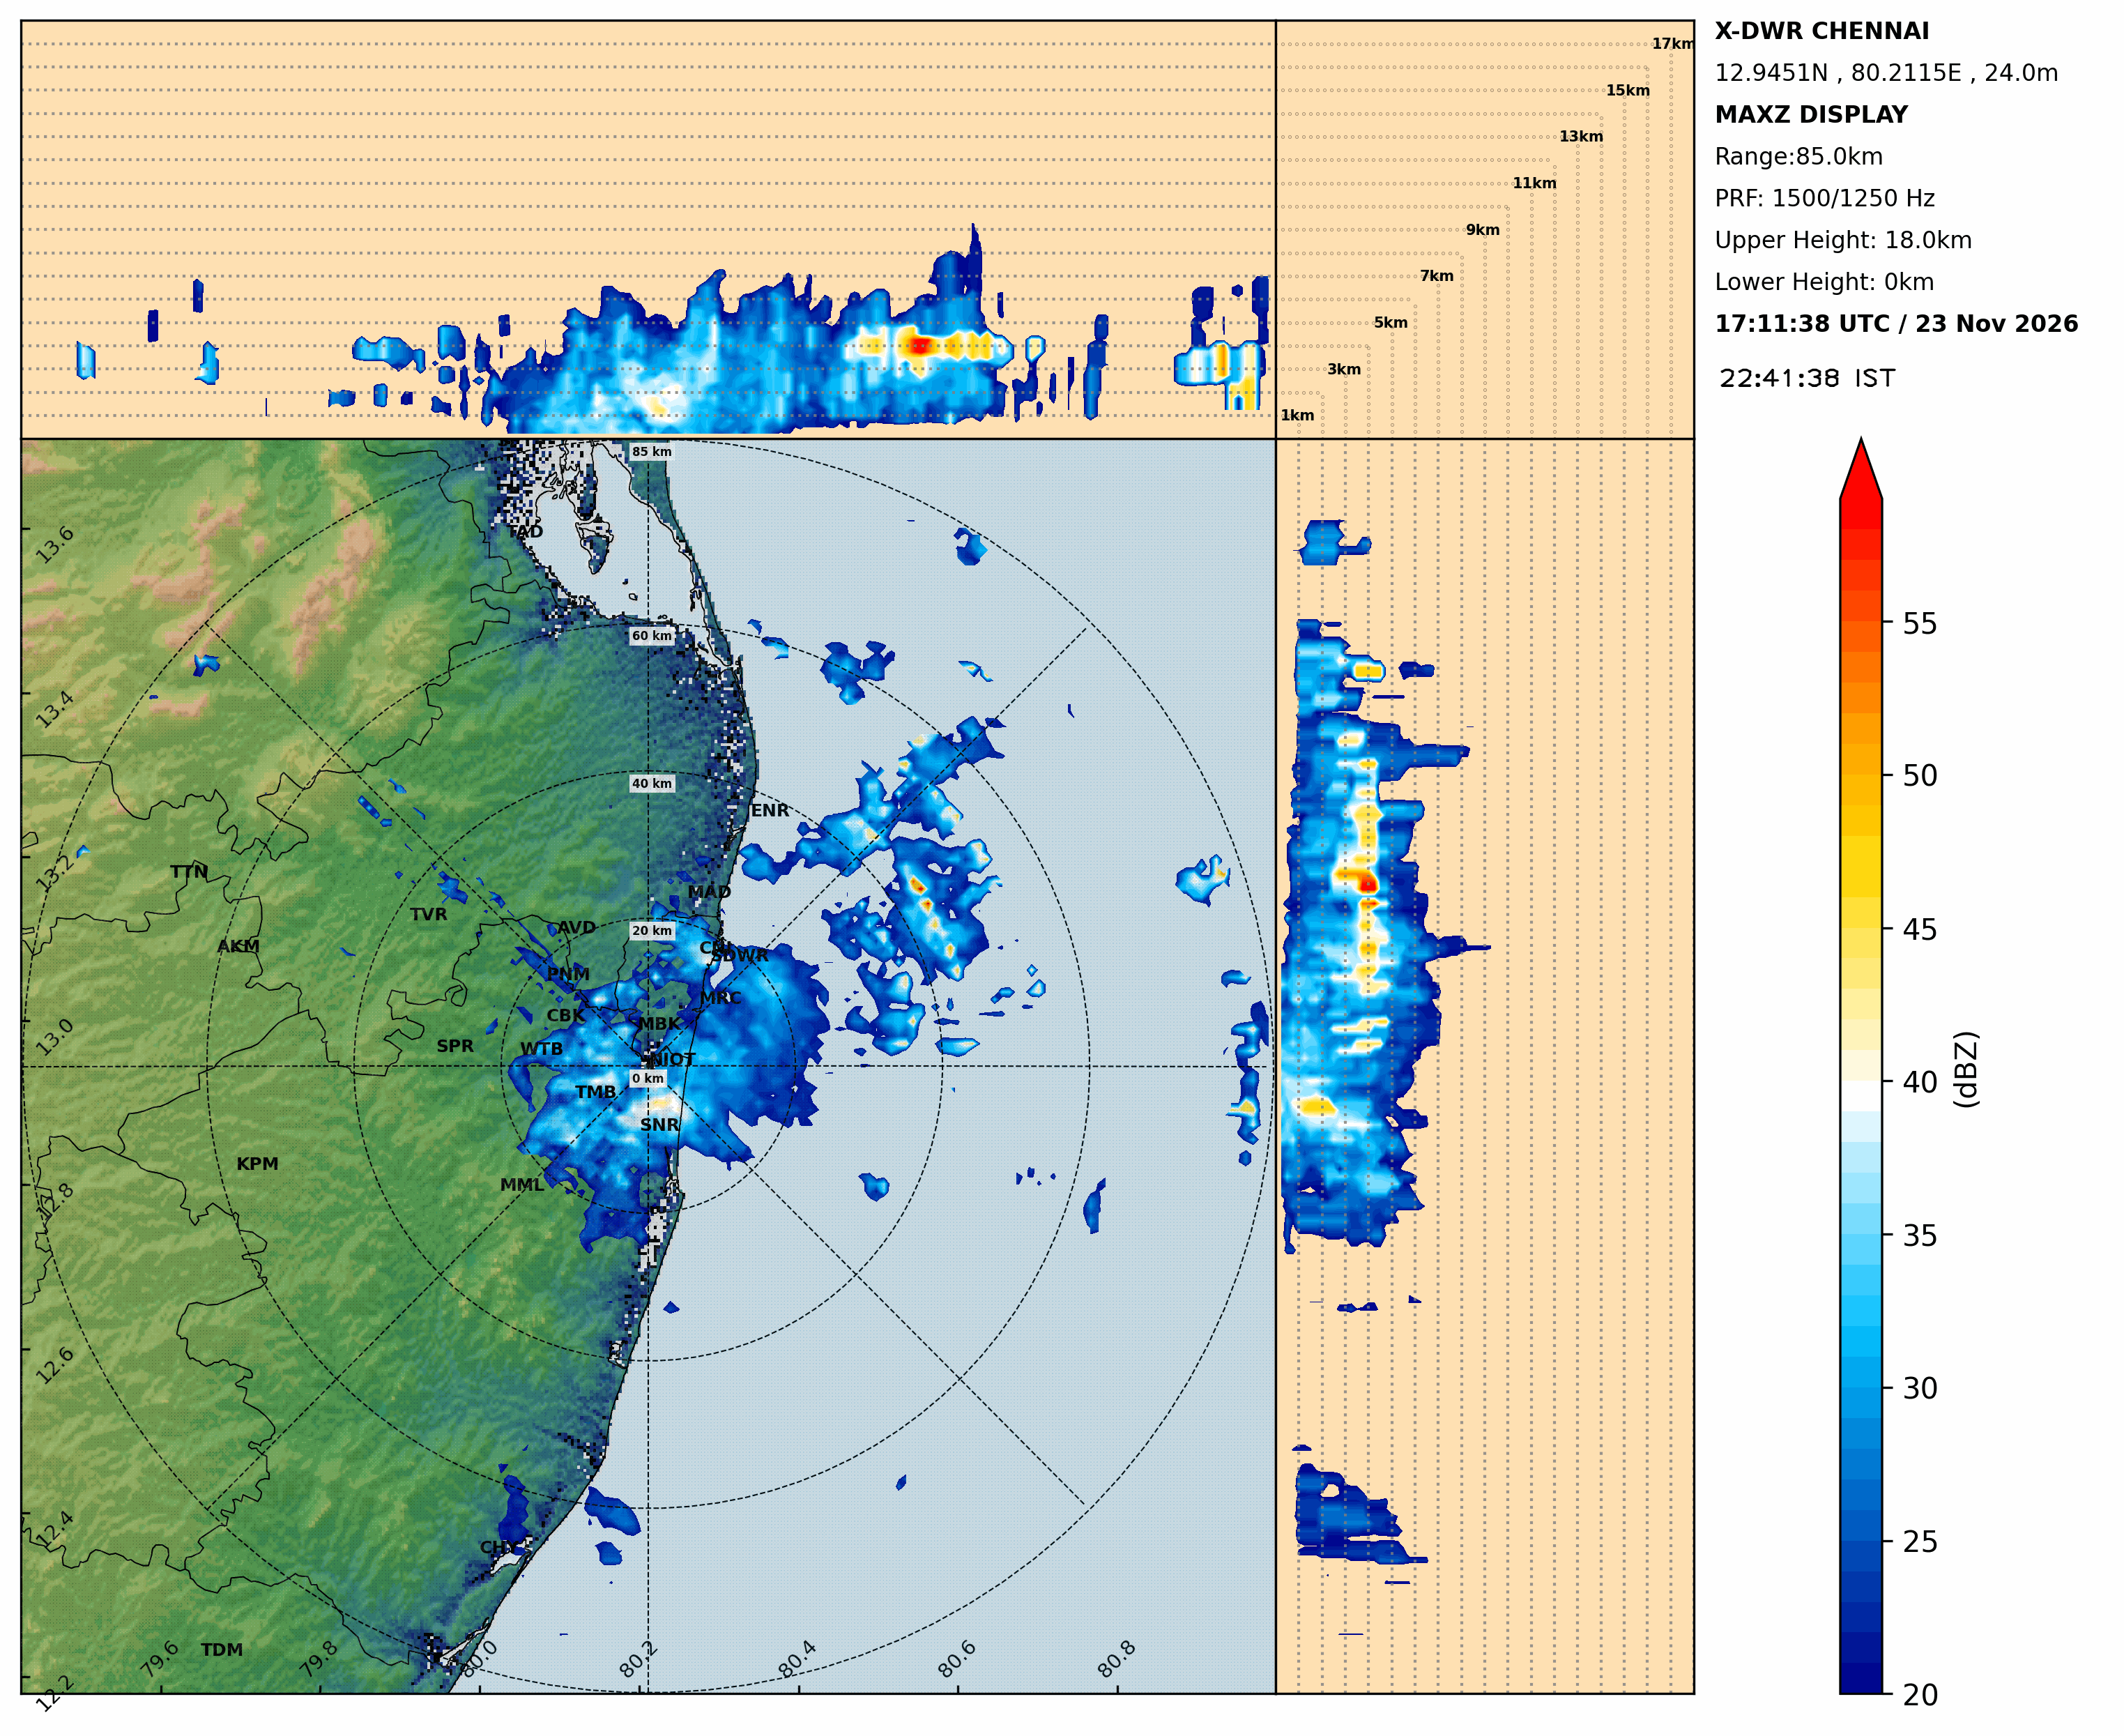 17km
15km
13km
11km
9km
7km
5km
3km
1km
X-DWR CHENNAI
12.9451N , 80.2115E , 24.0m
MAXZ DISPLAY
Range:85.0km
PRF: 1500/1250 Hz
Upper Height: 18.0km
Lower Height: 0km
17:11:38 UTC / 23 Nov 2026
22:41:38 IST
85 km
TAD
13.6
60 km
13.4
40 km
ENR
13.2
TTN
MAD
TVR
AVD
20 km
AKM
SDWR
PNM
MRC
CBK
MBK
13.0
SPR
WTB
NIOT
0 km
TMB
SNR
KPM
MML
12.8
12.6
12.4
CHY
TDM
12.2
79.6
79.8
80.0
80.2
80.4
80.6
80.8
55
50
45
40
35
30
25
20
(dBZ)